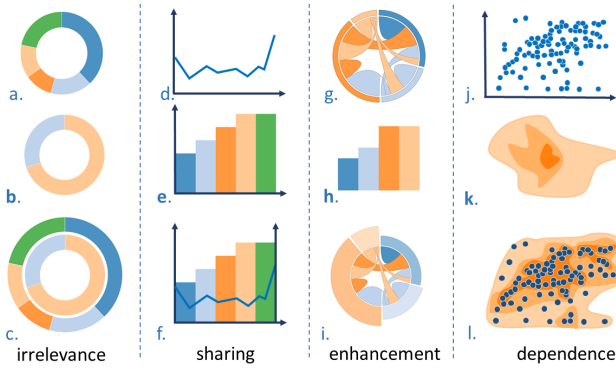 a.
d.
g.
j.
b.
e.
h.
k.
c.
f.
i.
l.
irrelevance
sharing
enhancement
dependence